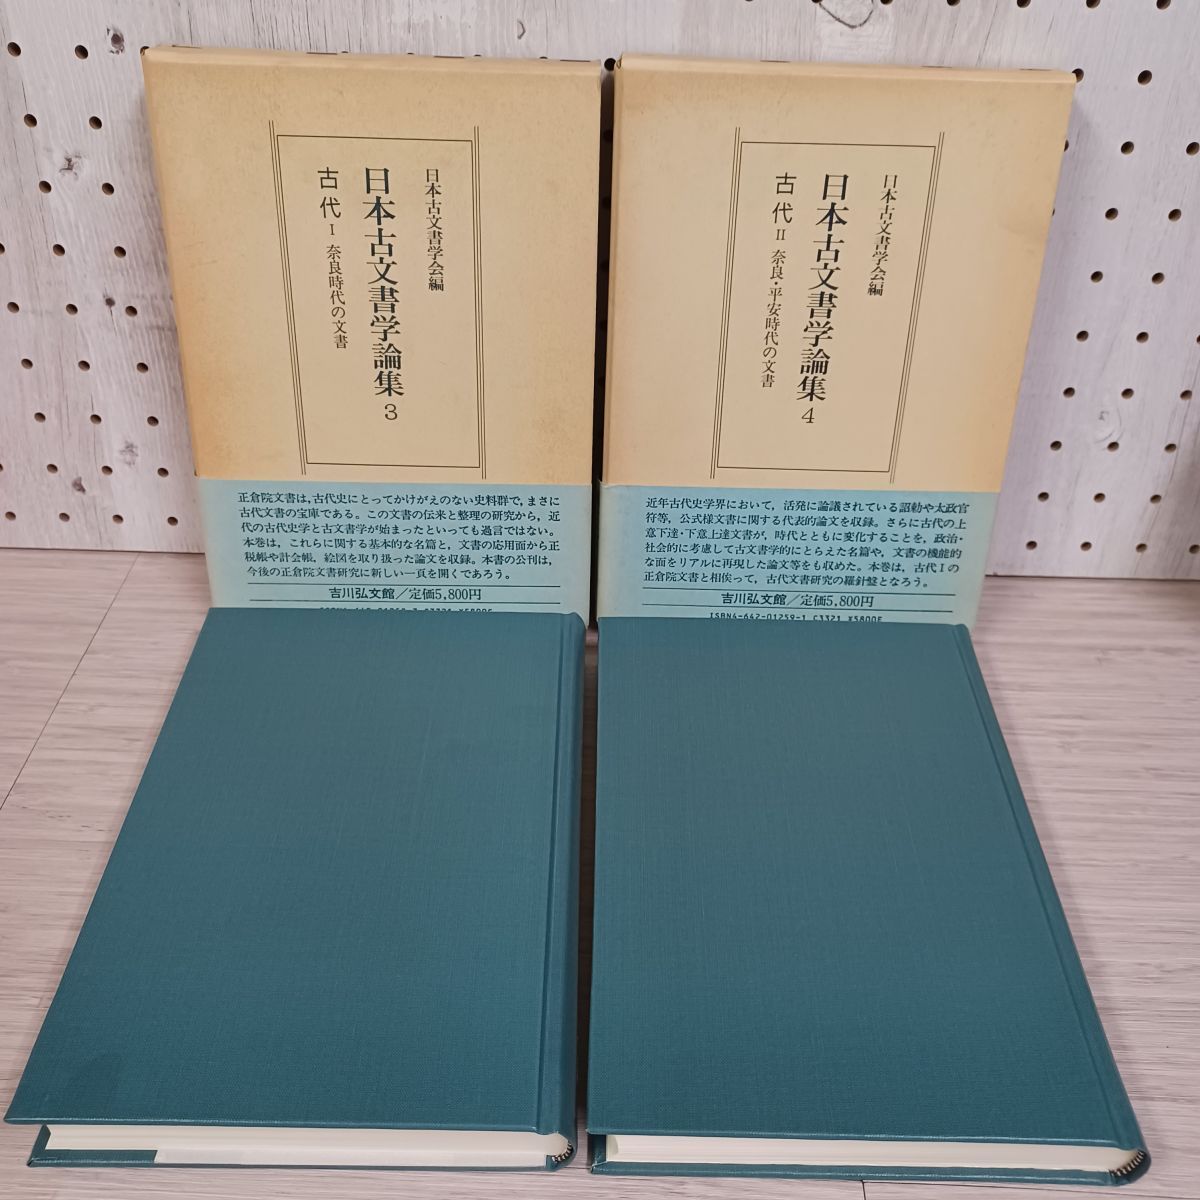 日本古文書学会編
日本古文書学論集 3
古代 I 奈良時代の文書
正倉院文書は,古代史にとってかけがえのない史料群で,まさに
古代文書の宝庫である。この文書の伝来と整理の研究から,近
代の古代史学と古文書学が始まったといっても過言ではない。
本巻は,これらに関する基本的な名篇と,文書の応用面から正
税帳や計会帳,絵図を取り扱った論文を収録。本書の公刊は,
今後の正倉院文書研究に新しい一頁を開くであろう。
吉川弘文館/定価5,800円
日本古文書学会編
日本古文書学論集 4
古代 II 奈良・平安時代の文書
近年古代史学界において,活発に論議されている詔勅や太政官
符等,公式様文書に関する代表的論文を収録。さらに古代の上
意下達・下意上達文書が,時代とともに変化することを,政治・
社会的に考慮して古文書学的にとらえた名篇や,文書の機能的
な面をリアルに再現した論文等をも収めた。本巻は,古代Iの
正倉院文書と相俟って,古代文書研究の羅針盤となろう。
吉川弘文館/定価5,800円
ISBN4-642-01259-1 C3321 ¥5800E